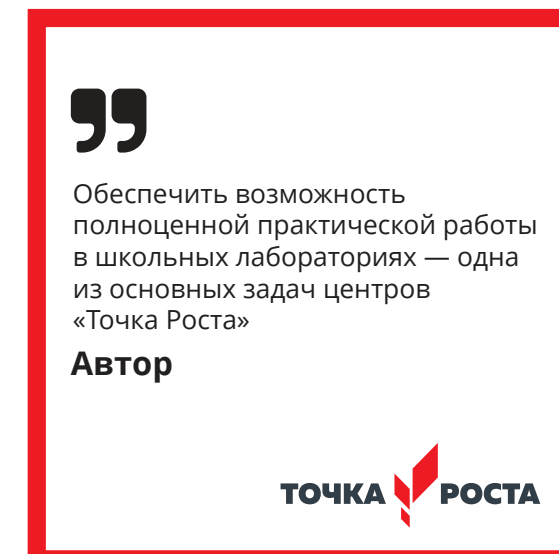 Обеспечить возможность
полноценной практической работы
в школьных лабораториях — одна
из основных задач центров
«Точка Роста»
Автор
ТОЧКА РОСТА